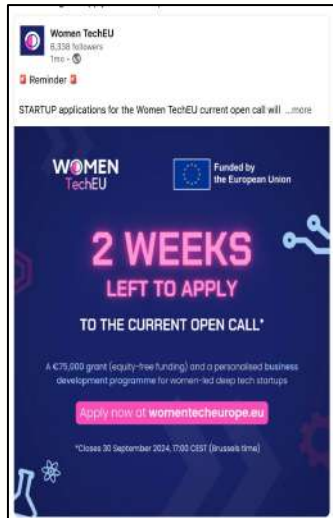 Women TechEU
8,338 followers
1mo •
Reminder
STARTUP applications for the Women TechEU current open call will ...more
WOMEN
TechEU
Funded by
the European Union
2 WEEKS
LEFT TO APPLY
TO THE CURRENT OPEN CALL*
A €75,000 grant (equity-free funding) and a personalised business
development programme for women-led deep tech startups
Apply now at womentecheurope.eu
*Closes 30 September 2024, 17:00 CEST (Brussels time)